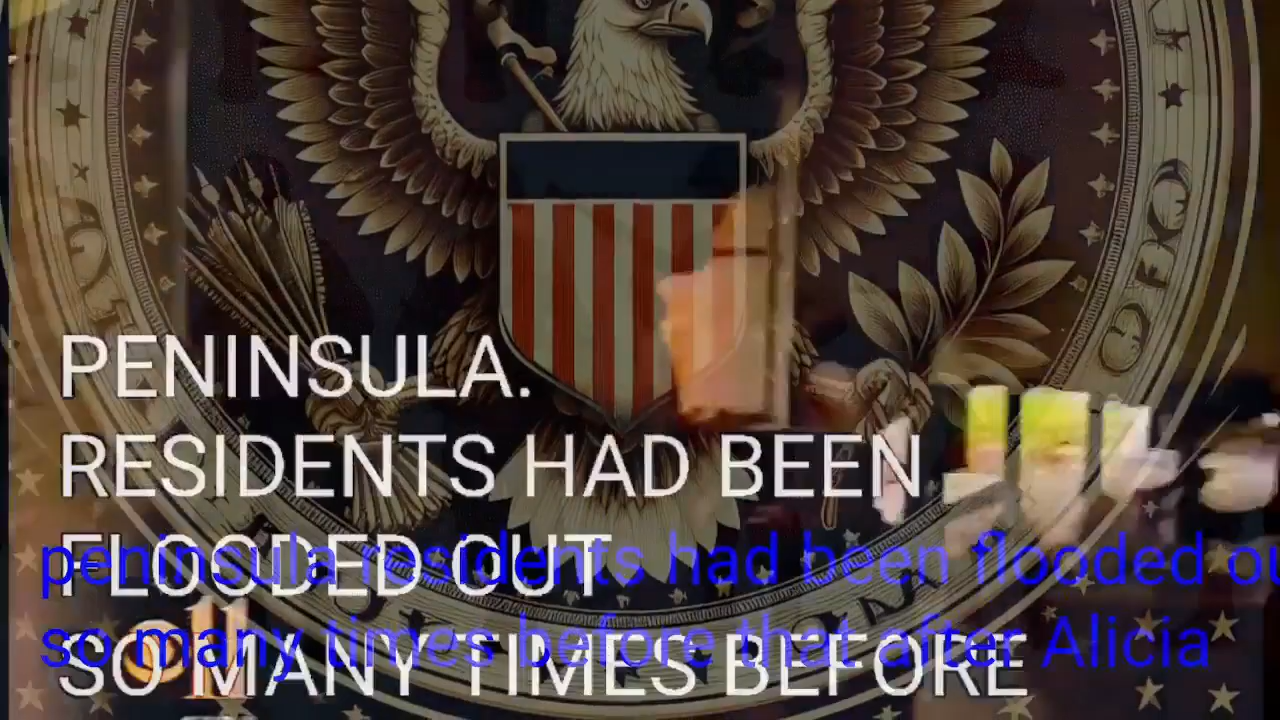 PENINSULA.
RESIDENTS HAD BEEN
FLOODED OUT
peninsula residents had been flooded ou
SO MANY TIMES BEFORE
so many times before that after Alicia